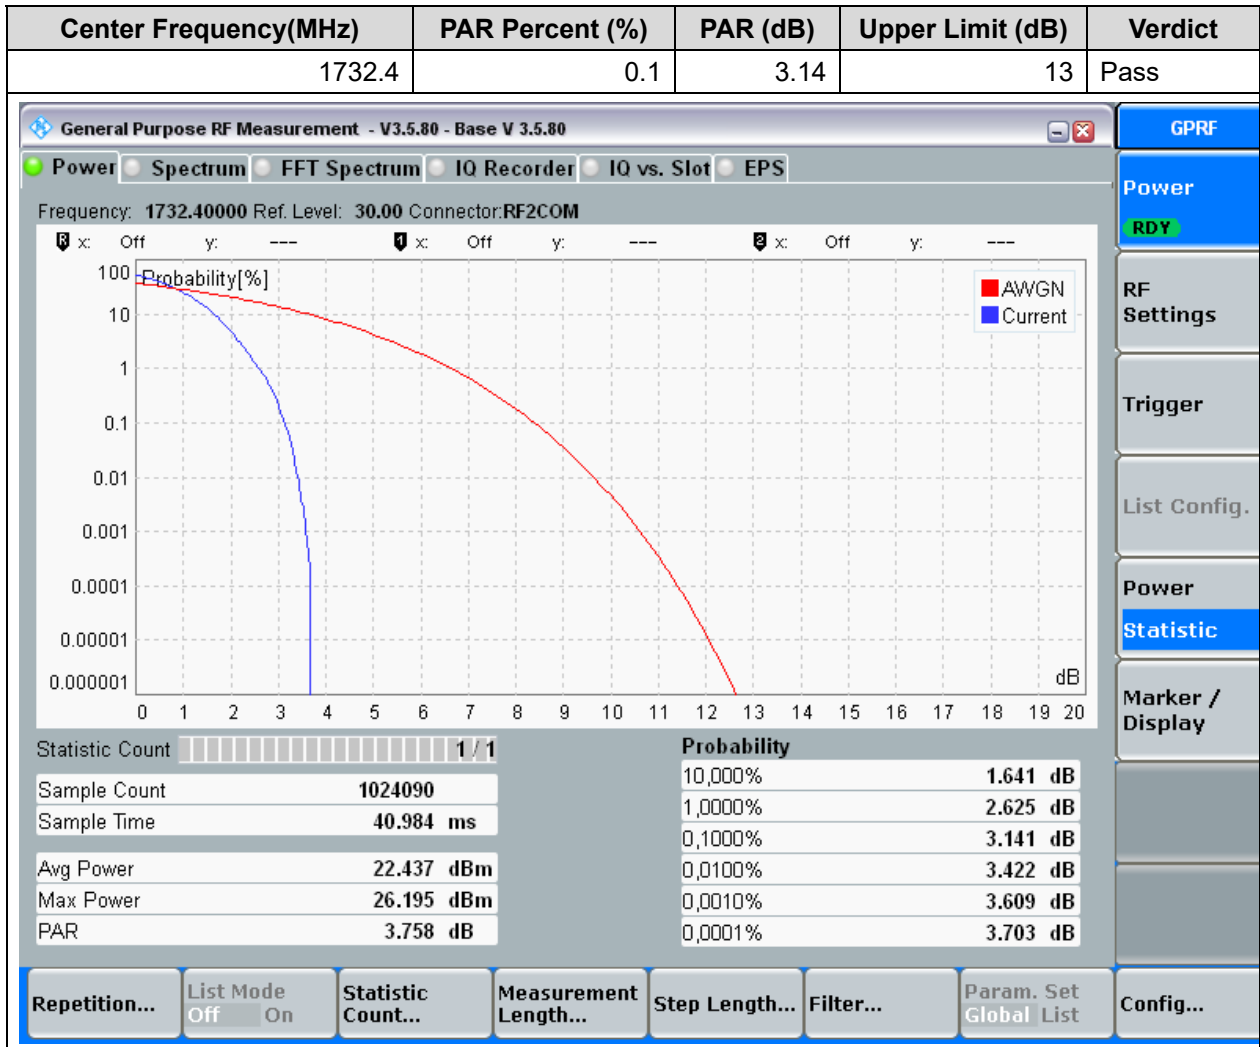 Center Frequency(MHz) PAR Percent (%) PAR (dB) Upper Limit (dB) Verdict
1732.4 0.1 3.14 13 Pass
General Purpose RF Measurement - V3.5.80 - Base V 3.5.80
GPRF
Power Spectrum FFT Spectrum IQ Recorder IQ vs. Slot EPS
Power
RDY
Frequency: 1732.40000 Ref. Level: 30.00 Connector:RF2COM
R x: Off y: --- 1 x: Off y: --- 2 x: Off y: ---
Probability[%]
AWGN
Current
100
10
1
0.1
0.01
0.001
0.0001
0.00001
0.000001
dB
0 1 2 3 4 5 6 7 8 9 10 11 12 13 14 15 16 17 18 19 20
RF
Settings
Trigger
List Config.
Power
Statistic
Marker /
Display
Statistic Count 1 / 1
Sample Count 1024090
Sample Time 40.984 ms
Avg Power 22.437 dBm
Max Power 26.195 dBm
PAR 3.758 dB
Probability
10,000% 1.641 dB
1,0000% 2.625 dB
0,1000% 3.141 dB
0,0100% 3.422 dB
0,0010% 3.609 dB
0,0001% 3.703 dB
Repetition...
List Mode
Off On
Statistic
Count...
Measurement
Length...
Step Length...
Filter...
Param. Set
Global List
Config...